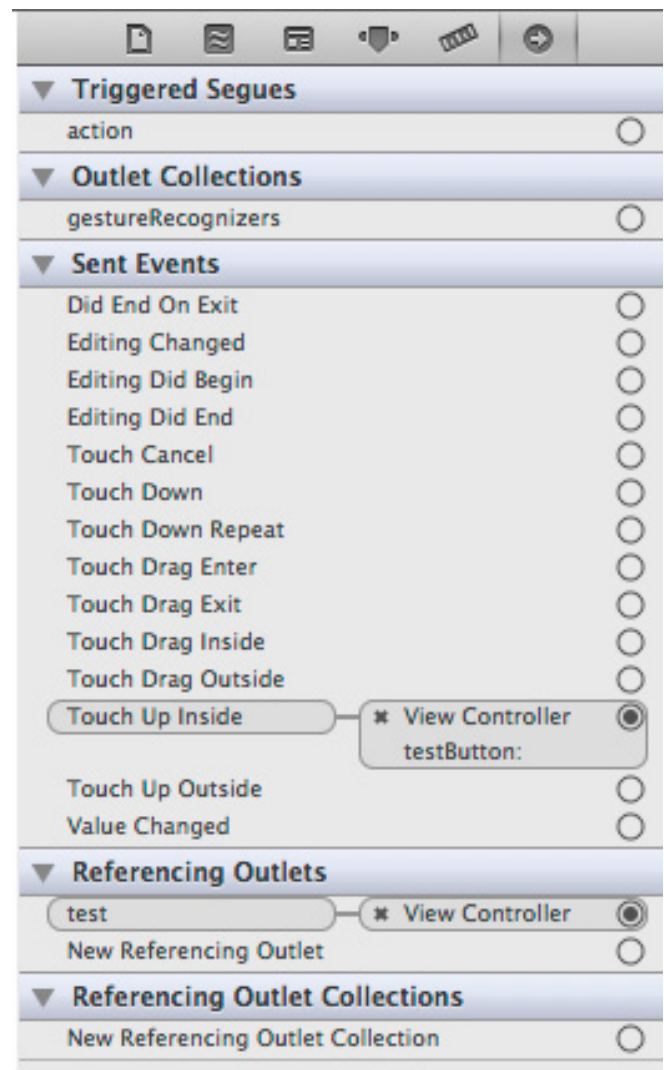 Triggered Segues
action
Outlet Collections
gestureRecognizers
Sent Events
Did End On Exit
Editing Changed
Editing Did Begin
Editing Did End
Touch Cancel
Touch Down
Touch Down Repeat
Touch Drag Enter
Touch Drag Exit
Touch Drag Inside
Touch Drag Outside
Touch Up Inside View Controller
testButton:
Touch Up Outside
Value Changed
Referencing Outlets
test View Controller
New Referencing Outlet
Referencing Outlet Collections
New Referencing Outlet Collection